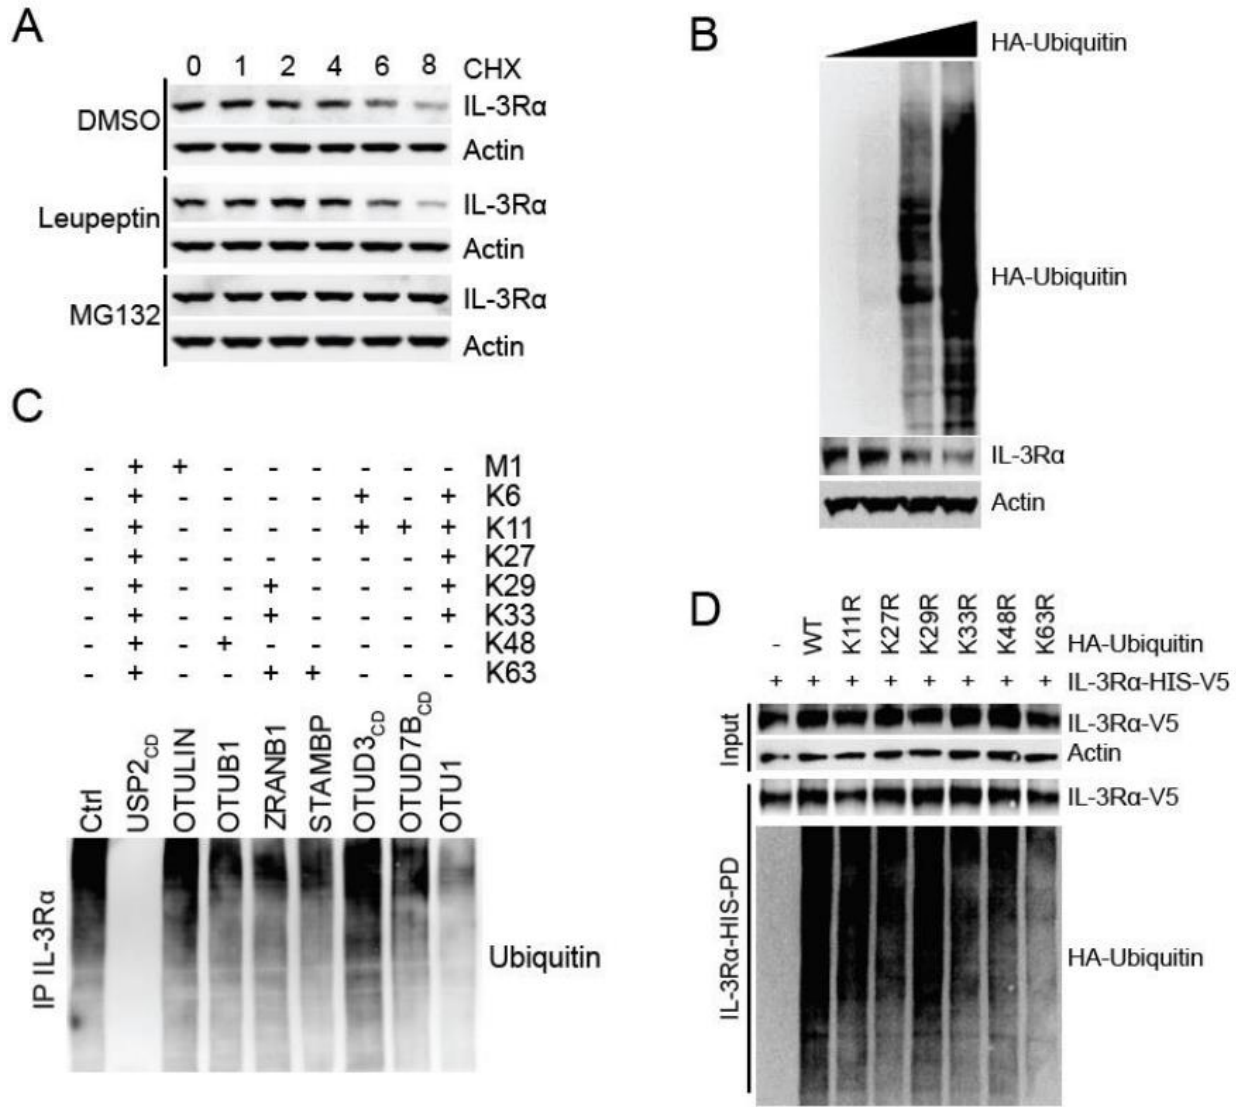 A
0 1 2 4 6 8 CHX
DMSO
IL-3Rα
Actin
Leupeptin
IL-3Rα
Actin
MG132
IL-3Rα
Actin
B
HA-Ubiquitin
HA-Ubiquitin
IL-3Rα
Actin
C
- + + - - - - - - M1
- + - - - - + - + K6
- + - - - - + + + K11
- + - - - - - - + K27
- + - - + - - - + K29
- + - - + - - - + K33
- + - + - - - - - K48
- + - - + + - - - K63
Ctrl USP2CD OTULIN OTUB1 ZRANB1 STAMBP OTUD3CD OTUD7BCD OTU1
IP IL-3Rα
Ubiquitin
D
- WT K11R K27R K29R K33R K48R K63R HA-Ubiquitin
+ + + + + + + + IL-3Rα-HIS-V5
Input
IL-3Rα-V5
Actin
IL-3Rα-HIS-PD
IL-3Rα-V5
HA-Ubiquitin